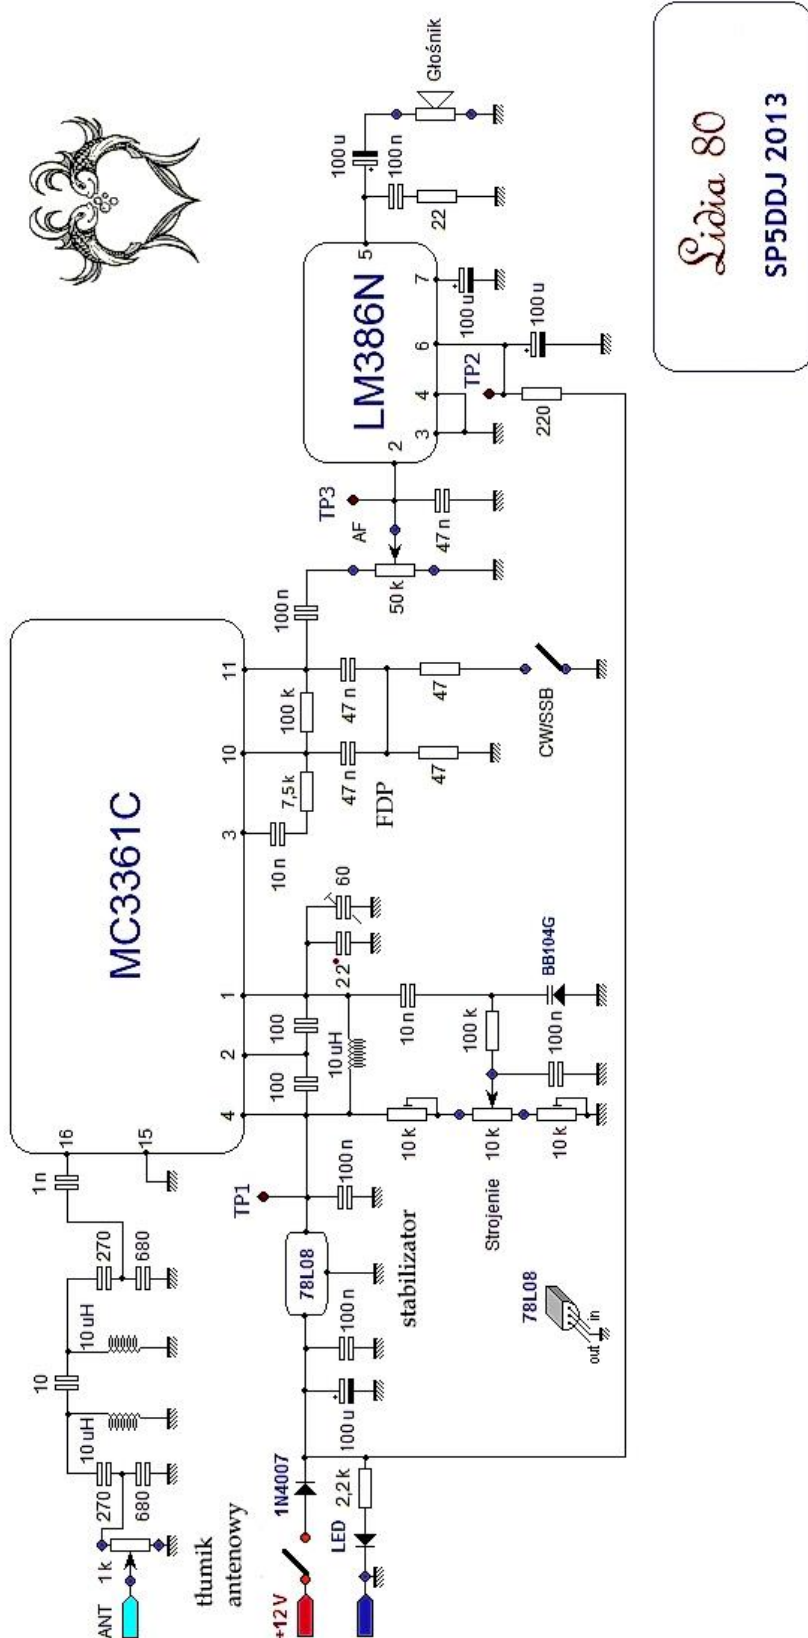 ANT
1 k
tłumik
antenowy
270
680
10 uH
10
10 uH
270
680
1 n
16
15
MC3361C
4
2
1
3
10
11
+12 V
1N4007
LED
2,2 k
100 u
100 n
78L08
stabilizator
TP1
100 n
100
100
10 uH
22
60
10 n
100 k
BB104G
100 n
10 k
10 k
10 k
Strojenie
78L08
out
in
10 n
7,5 k
100 k
47 n
47 n
FDP
47
47
CW/SSB
100 n
50 k
AF
TP3
47 n
LM386N
2
3
4
6
7
5
TP2
220
100 u
100 u
100 u
100 n
22
Głośnik
Lidia 80
SP5DDJ 2013